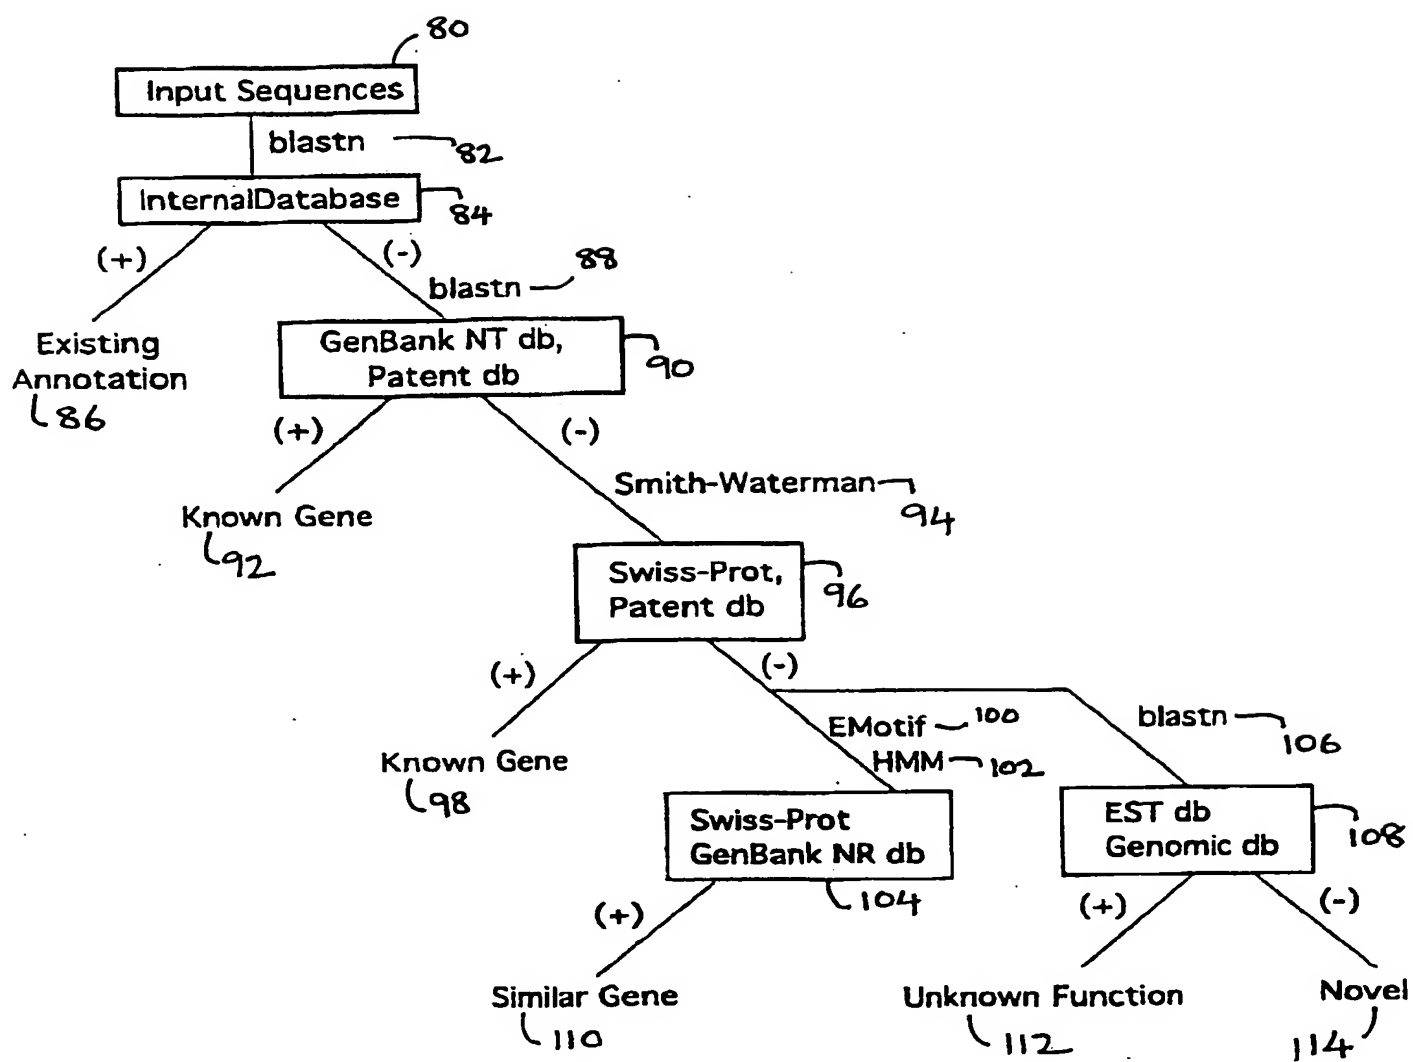 80
Input Sequences
blastn 82
InternalDatabase
84
(+) (-)
blastn 88
Existing
Annotation
86
GenBank NT db,
Patent db
90
(+) (-)
Known Gene
92
Smith-Waterman
94
Swiss-Prot,
Patent db
96
(+) (-)
Known Gene
98
EMotif 100
HMM 102
blastn
106
Swiss-Prot
GenBank NR db
104
EST db
Genomic db
108
(+) (+) (-)
Similar Gene
110
Unknown Function
112
Novel
114